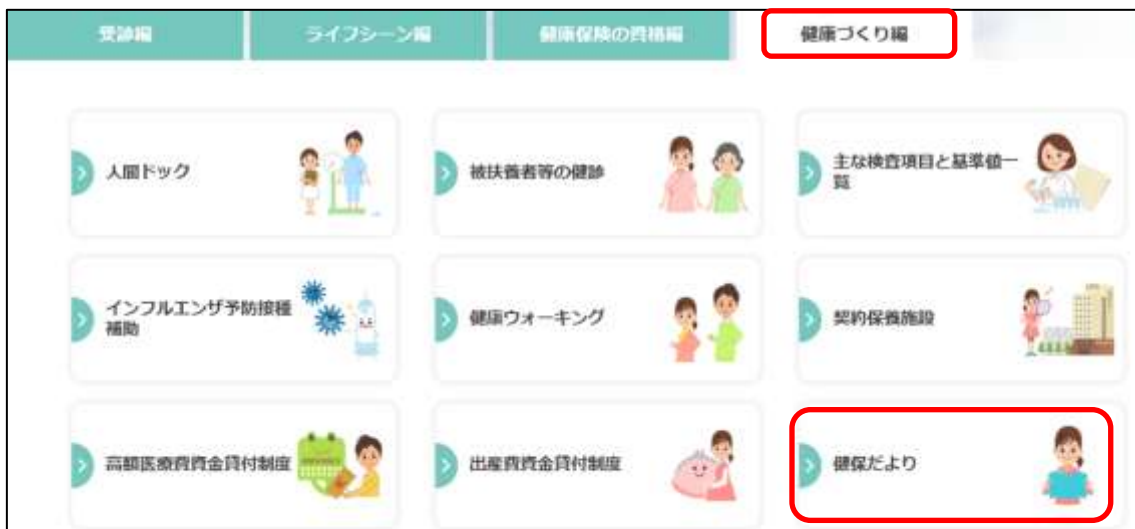 受診編
ライフシーン編
健康保険の資格編
健康づくり編
人間ドック
被扶養者等の健診
主な検査項目と基準値一
覧
インフルエンザ予防接種
補助
健康ウォーキング
契約保養施設
高額医療費資金貸付制度
出産費資金貸付制度
健保だより